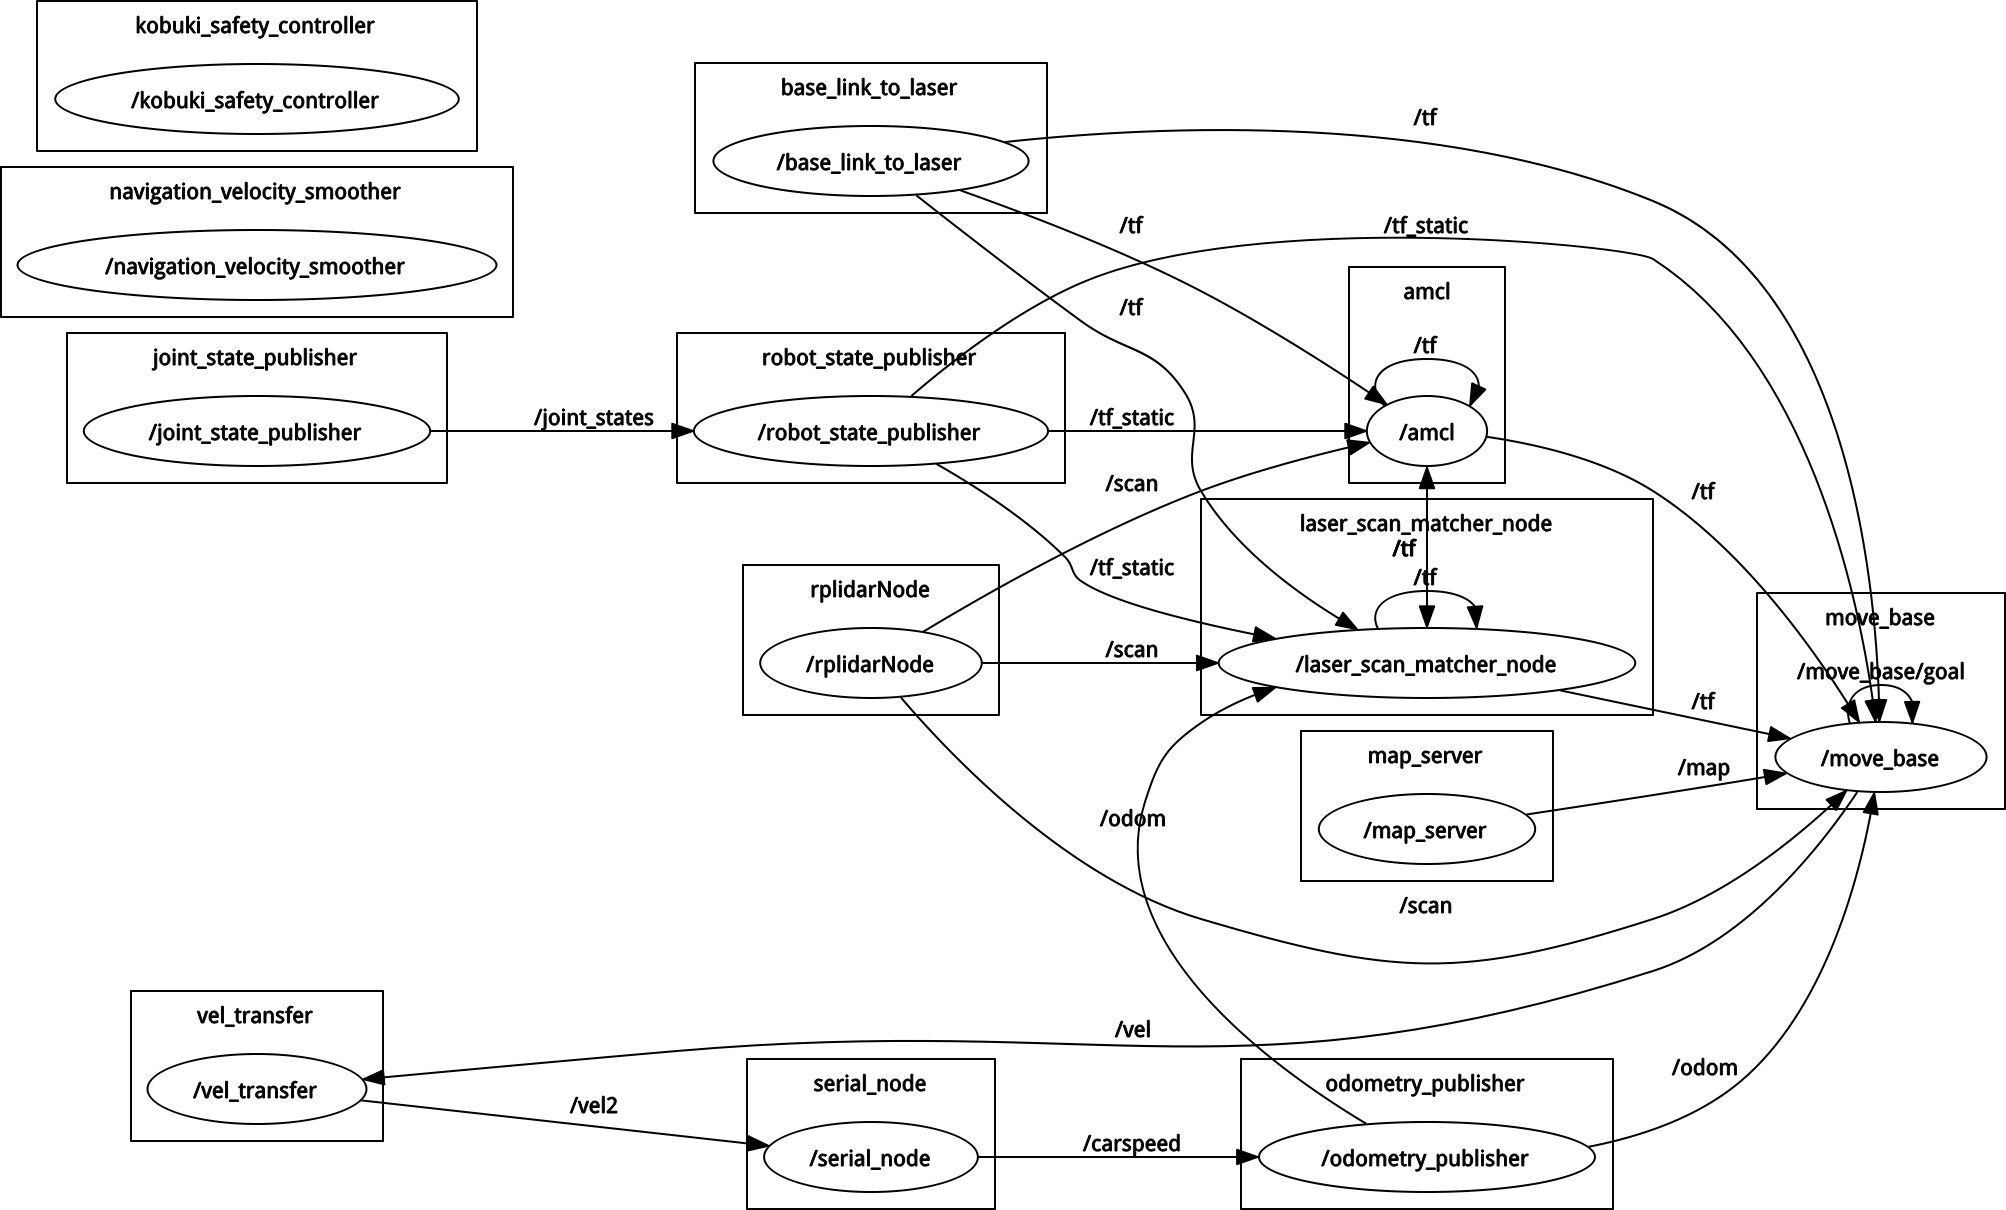 kobuki_safety_controller
/kobuki_safety_controller
navigation_velocity_smoother
/navigation_velocity_smoother
joint_state_publisher
/joint_state_publisher
/joint_states
base_link_to_laser
/base_link_to_laser
/tf
/tf
/tf_static
/tf
robot_state_publisher
/robot_state_publisher
/tf_static
amcl
/tf
/amcl
/scan
/tf
laser_scan_matcher_node
/tf
/tf
/laser_scan_matcher_node
/tf_static
rplidarNode
/rplidarNode
/scan
move_base
/move_base/goal
/move_base
/tf
map_server
/map_server
/map
/odom
/scan
vel_transfer
/vel_transfer
/vel
/vel2
serial_node
/serial_node
/carspeed
odometry_publisher
/odometry_publisher
/odom